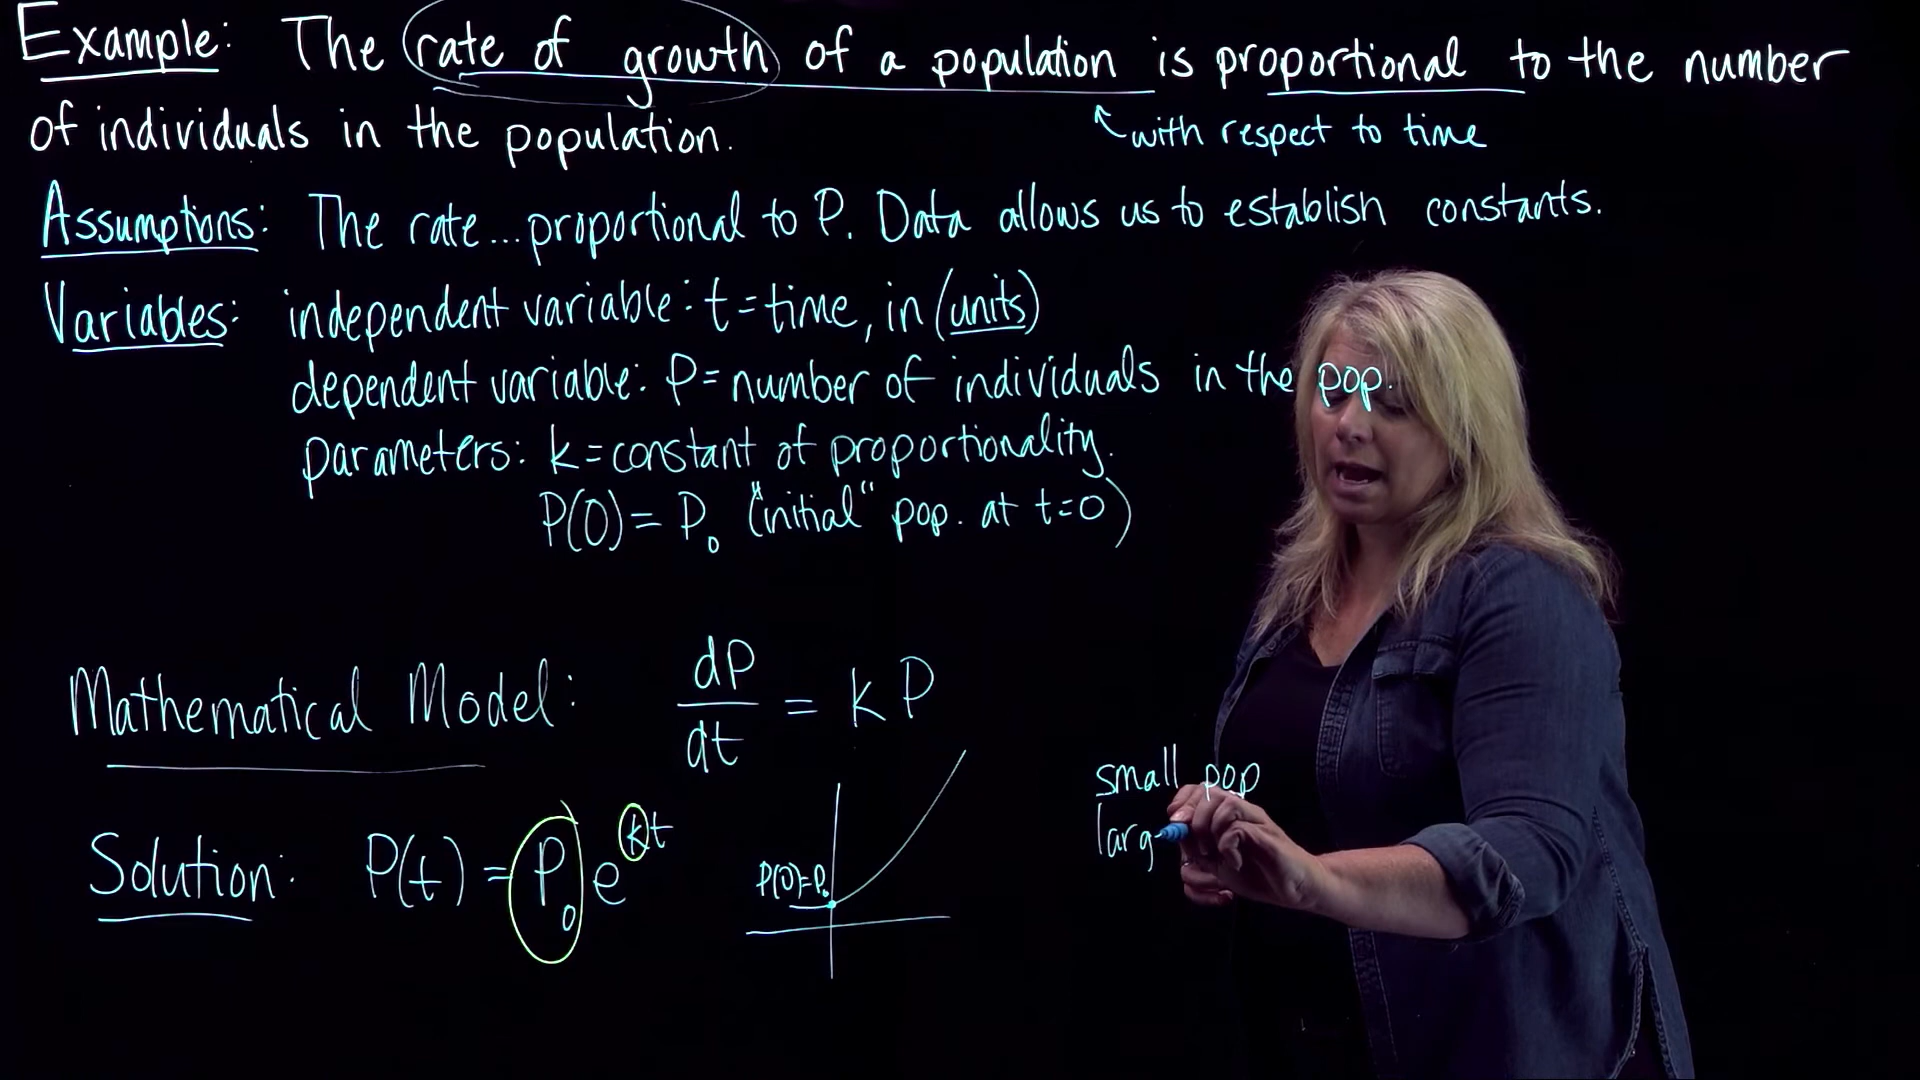 Example: The rate of growth of a population is proportional to the number
of individuals in the population.
with respect to time
Assumptions: The rate... proportional to P. Data allows us to establish constants.
Variables: independent variable: t = time, in (units)
dependent variable: P = number of individuals in the pop.
parameters: k = constant of proportionality.
P(0) = P₀ ("initial" pop. at t=0)
Mathematical Model: dP/dt = kP
small pop
larg
Solution: P(t) = P₀ e^kt
P(0)=P₀